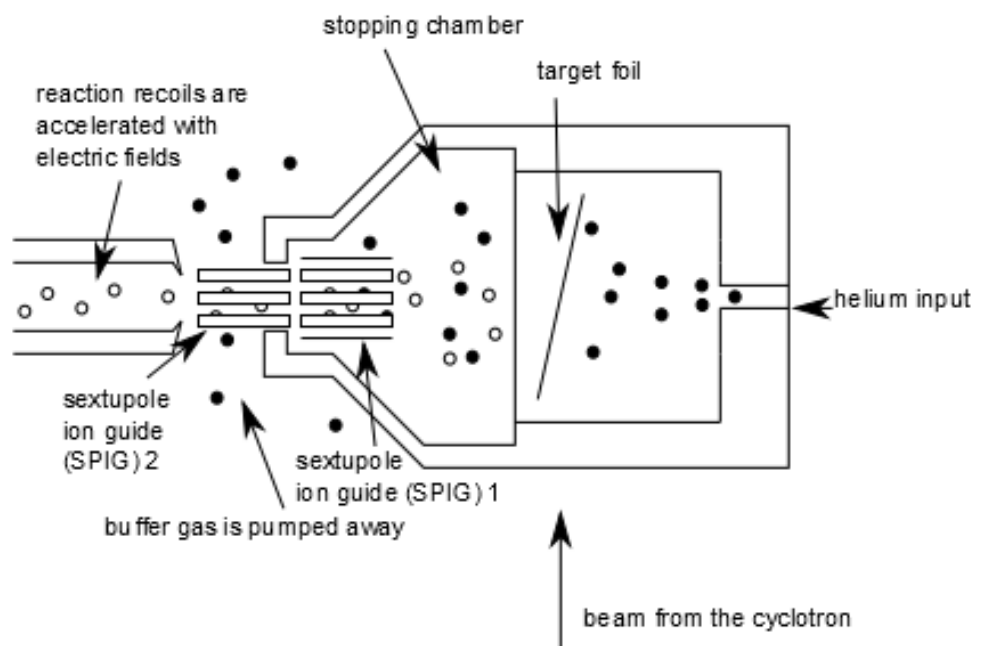 stopping chamber
target foil
reaction recoils are
accelerated with
electric fields
helium input
sextupole
ion guide
(SPIG) 2
sextupole
ion guide (SPIG) 1
buffer gas is pumped away
beam from the cyclotron